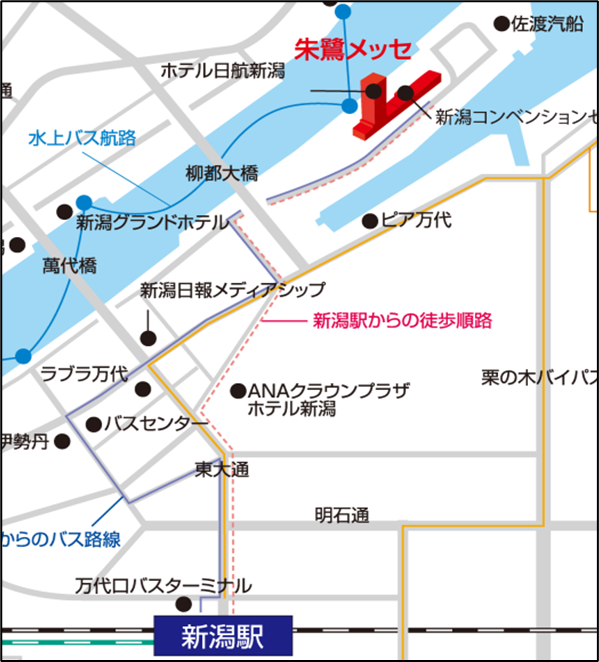 佐渡汽船
朱鷺メッセ
ホテル日航新潟
通
新潟コンベンションセ
水上バス航路
柳都大橋
新潟グランドホテル
ピア万代
萬代橋
新潟日報メディアシップ
新潟駅からの徒歩順路
ラブラ万代
栗の木バイパス
ANAクラウンプラザ
ホテル新潟
バスセンター
伊勢丹
東大通
明石通
からのバス路線
万代口バスターミナル
新潟駅